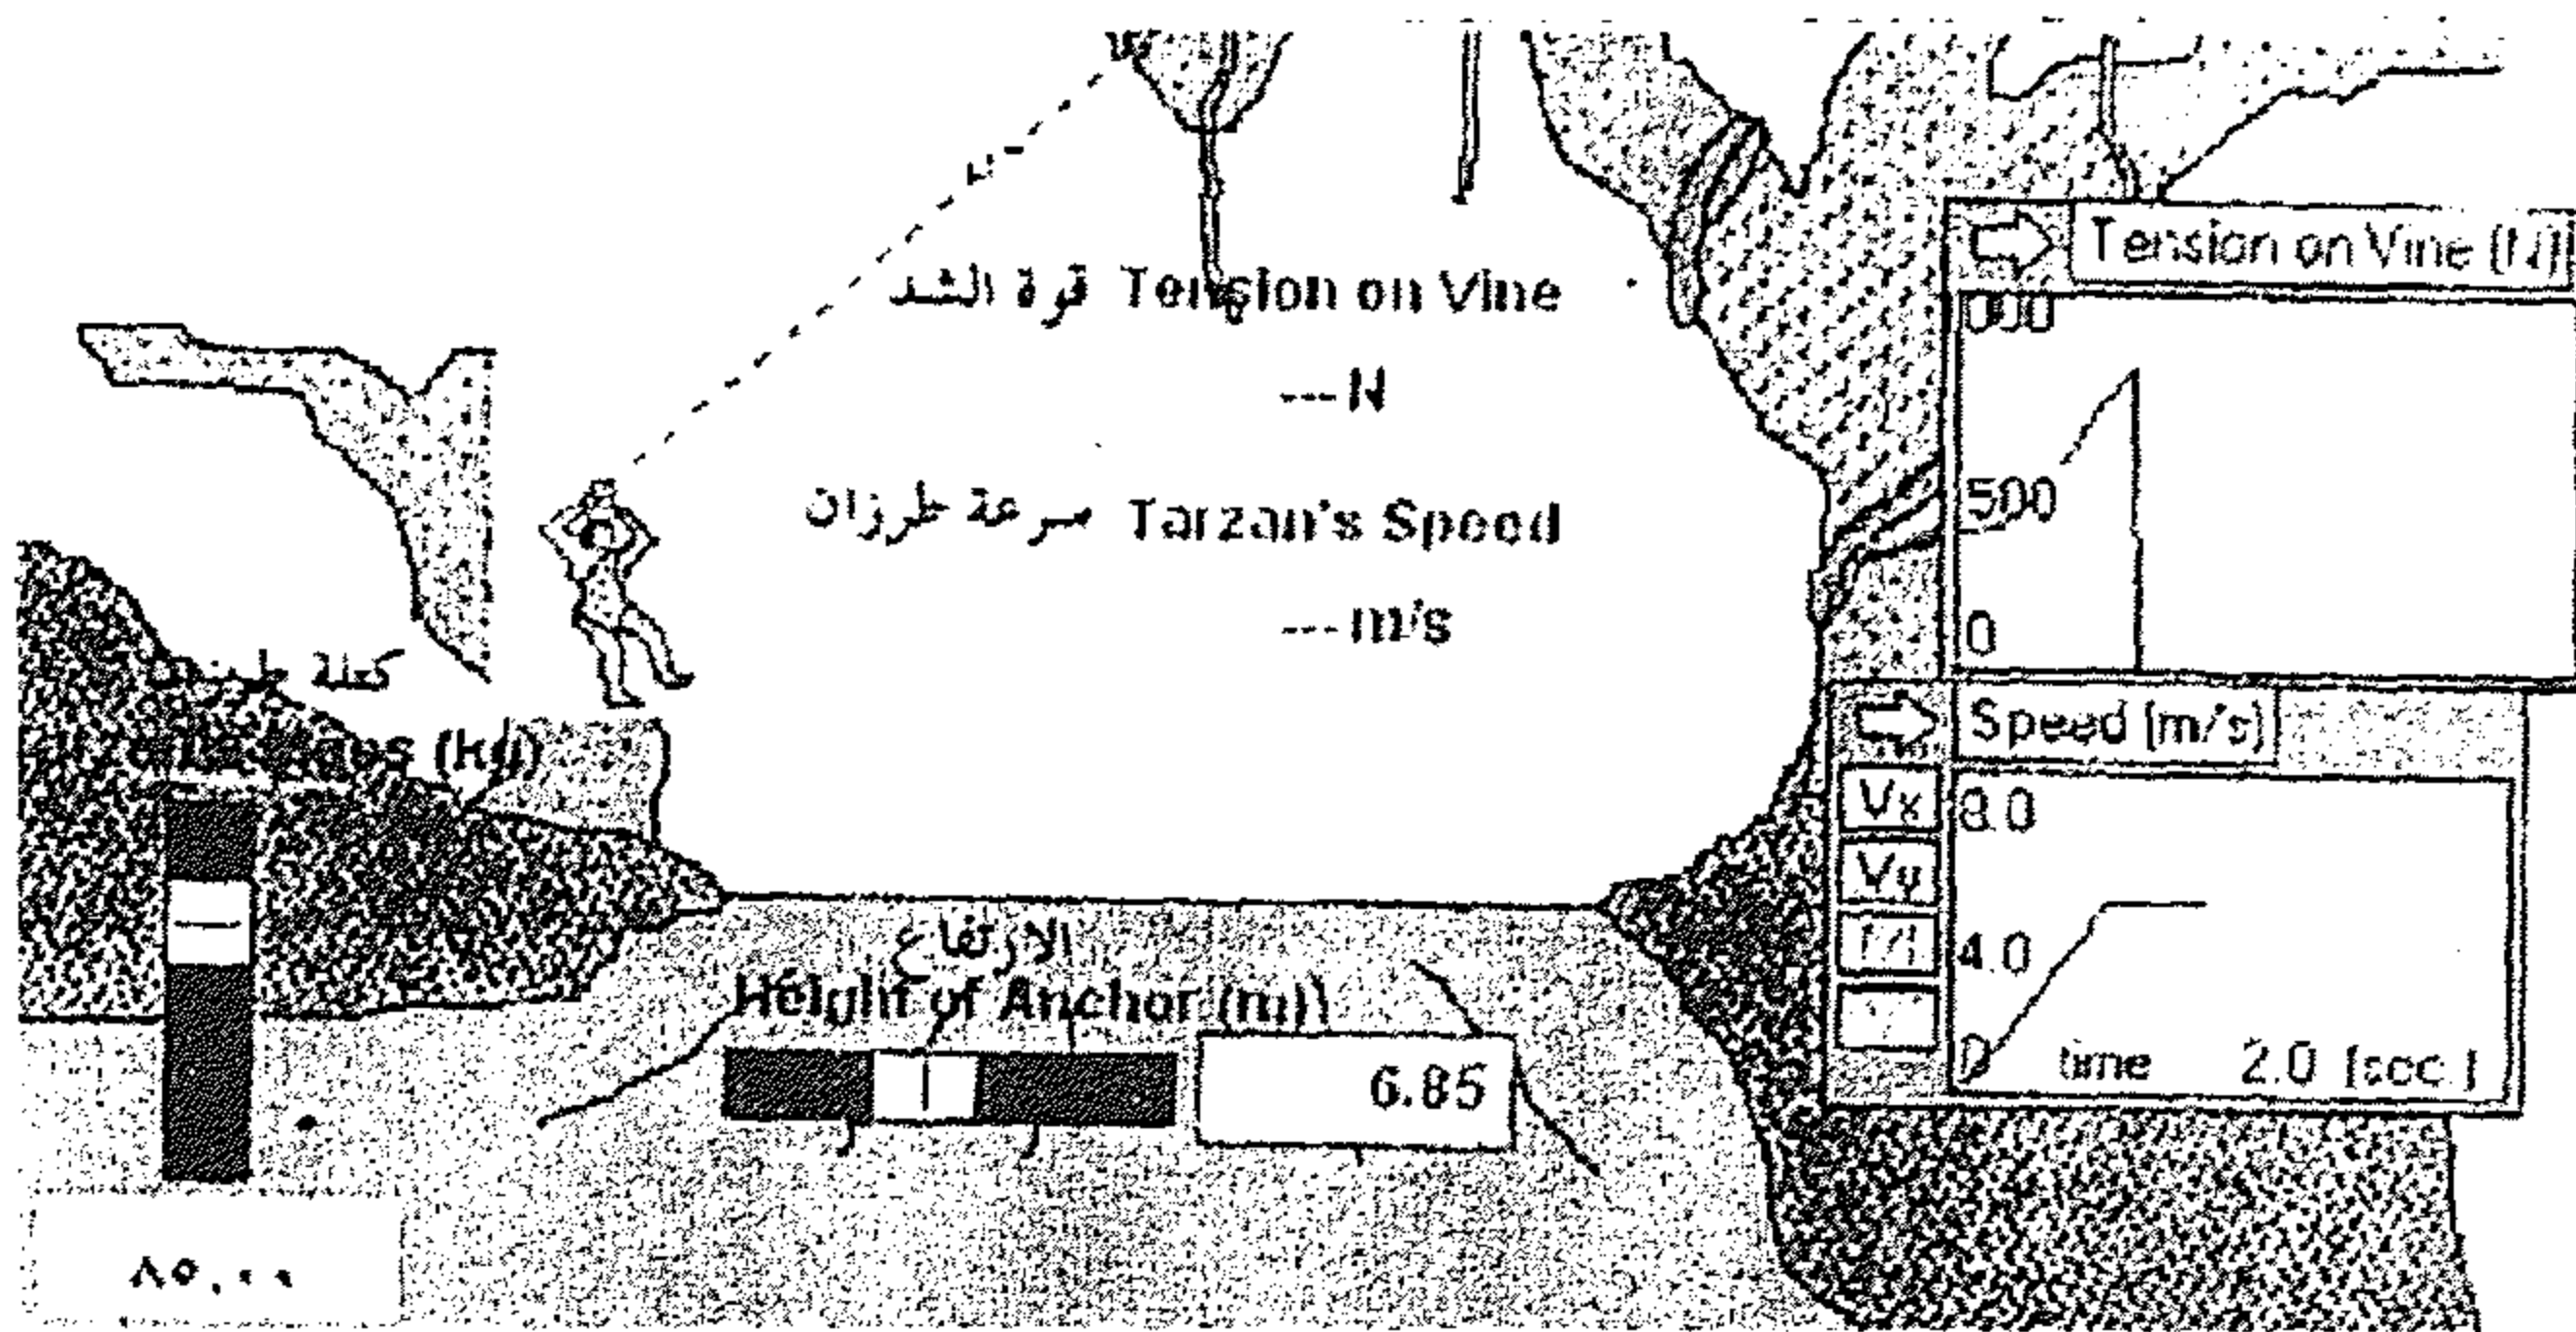 قوة الشد Tension on Vine
--- N
سرعة طرزان Tarzan's Speed
--- m/s
كتلة
(kg)
الارتفاع
Height of Anchor (m)
6.85
٨٥,٠٠
Tension on Vine (N)
500
0
Speed (m/s)
Vx
Vy
8.0
4.0
0 time 2.0 (sec.)